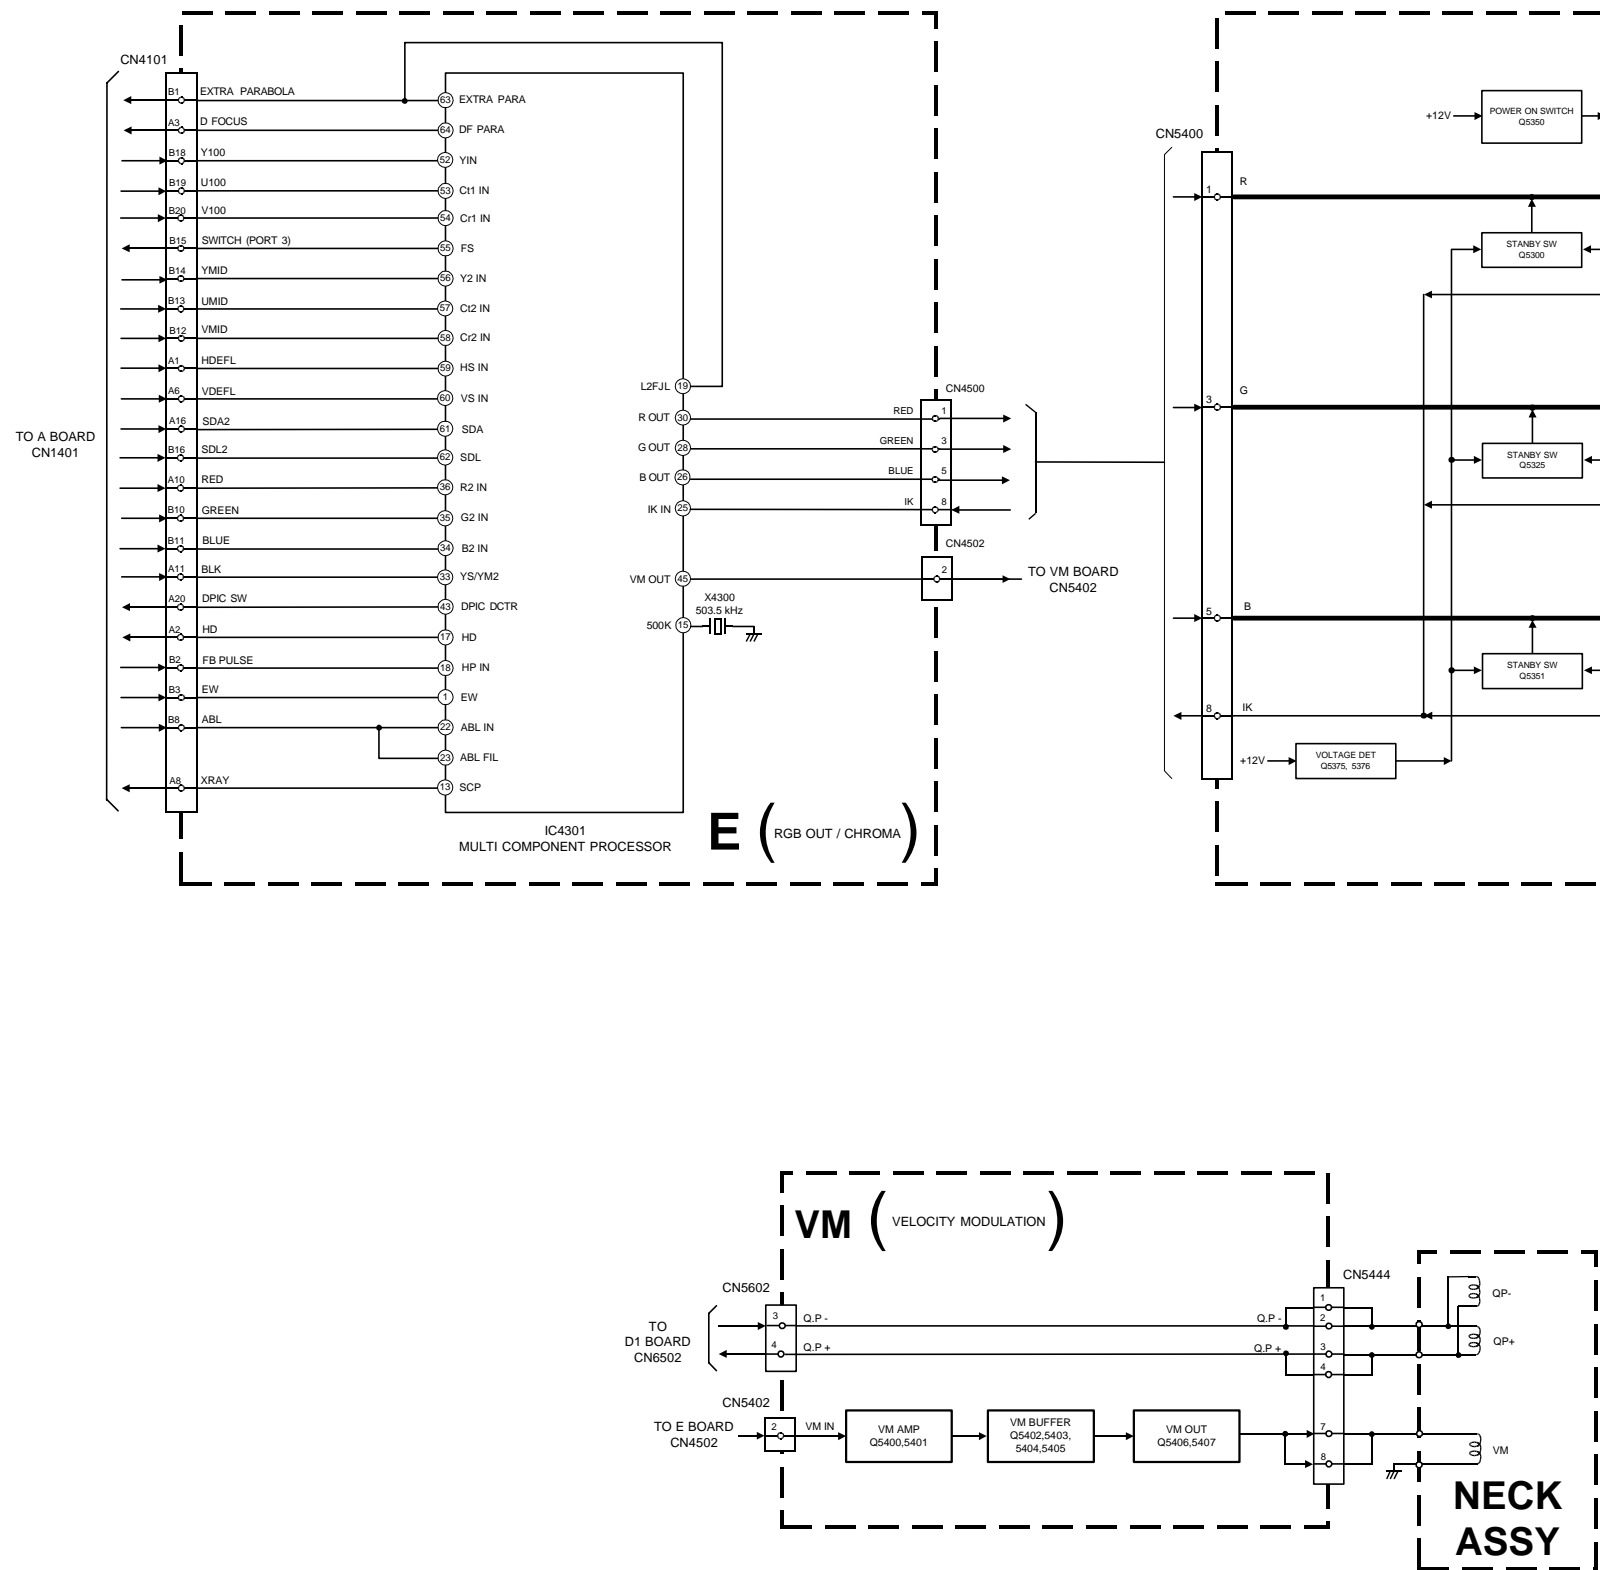 CN4101
TO A BOARD
CN1401
B1 EXTRA PARABOLA 63 EXTRA PARA
A3 D FOCUS 64 DF PARA
B18 Y100 52 YIN
B19 U100 53 Ct1 IN
B20 V100 54 Cr1 IN
B15 SWITCH (PORT 3) 55 FS
B14 YMID 56 Y2 IN
B13 UMID 57 Ct2 IN
B12 VMID 58 Cr2 IN
A1 HDEFL 59 HS IN
A6 VDEFL 60 VS IN
A16 SDA2 61 SDA
B16 SDL2 62 SDL
A10 RED 36 R2 IN
B10 GREEN 35 G2 IN
B11 BLUE 34 B2 IN
A11 BLK 33 YS/YM2
A20 DPIC SW 43 DPIC DCTR
A2 HD 17 HD
B2 FB PULSE 18 HP IN
B3 EW 1 EW
B8 ABL 22 ABL IN
23 ABL FIL
A8 XRAY 13 SCP
L2FJL 19
CN4500
R OUT 30 RED 1
G OUT 28 GREEN 3
B OUT 26 BLUE 5
IK IN 25 IK 8
CN4502
VM OUT 45 2
TO VM BOARD
CN5402
X4300
503.5 kHz
500K 15
IC4301
MULTI COMPONENT PROCESSOR
E ( RGB OUT / CHROMA )
CN5400
+12V
POWER ON SWITCH
Q5350
1 R
STANBY SW
Q5300
3 G
STANBY SW
Q5325
5 B
STANBY SW
Q5351
8 IK
+12V
VOLTAGE DET
Q5375, 5376
VM ( VELOCITY MODULATION )
CN5602
TO
D1 BOARD
CN6502
3 Q.P -
4 Q.P +
CN5402
TO E BOARD
CN4502
2 VM IN
VM AMP
Q5400,5401
VM BUFFER
Q5402,5403,
5404,5405
VM OUT
Q5406,5407
CN5444
1
Q.P - 2
Q.P + 3
4
7
8
QP-
QP+
VM
NECK
ASSY